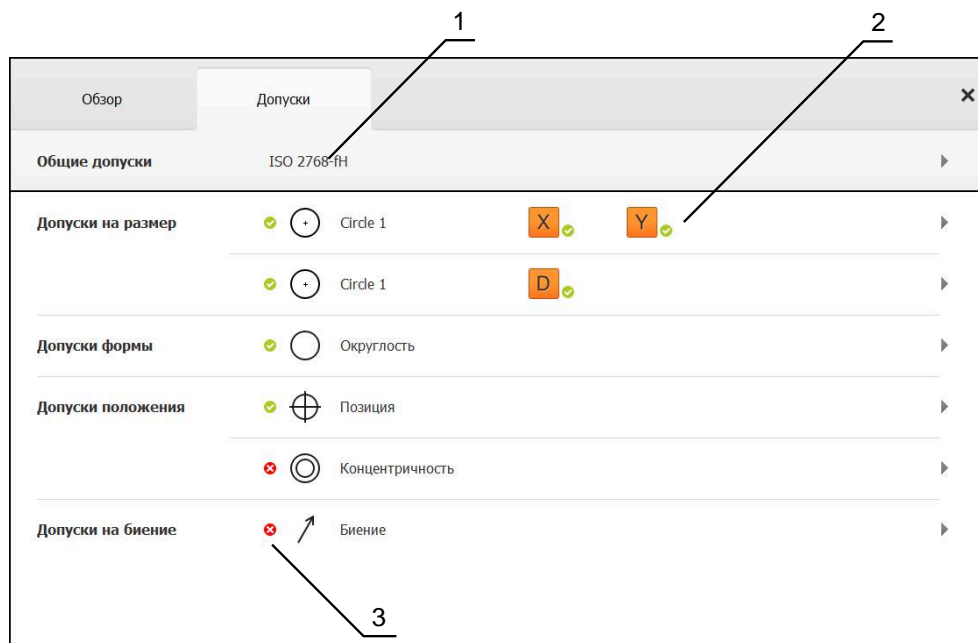 1
2
Обзор
Допуски
Общие допуски
ISO 2768-fH
Допуски на размер
Circle 1
X
Y
Circle 1
D
Допуски формы
Округлость
Допуски положения
Позиция
Концентричность
Допуски на биение
Биение
3